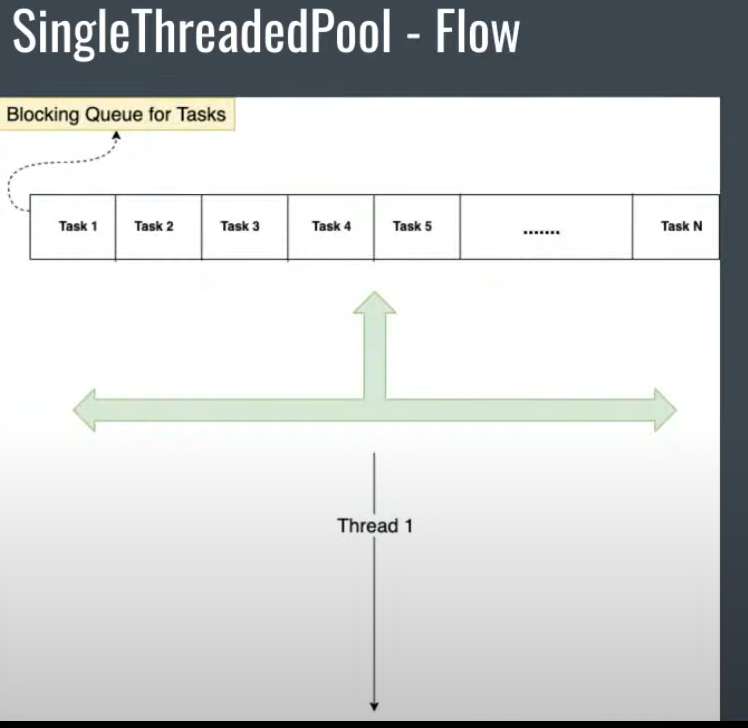 SingleThreadedPool - Flow
Blocking Queue for Tasks
Task 1 Task 2 Task 3 Task 4 Task 5 ....... Task N
Thread 1